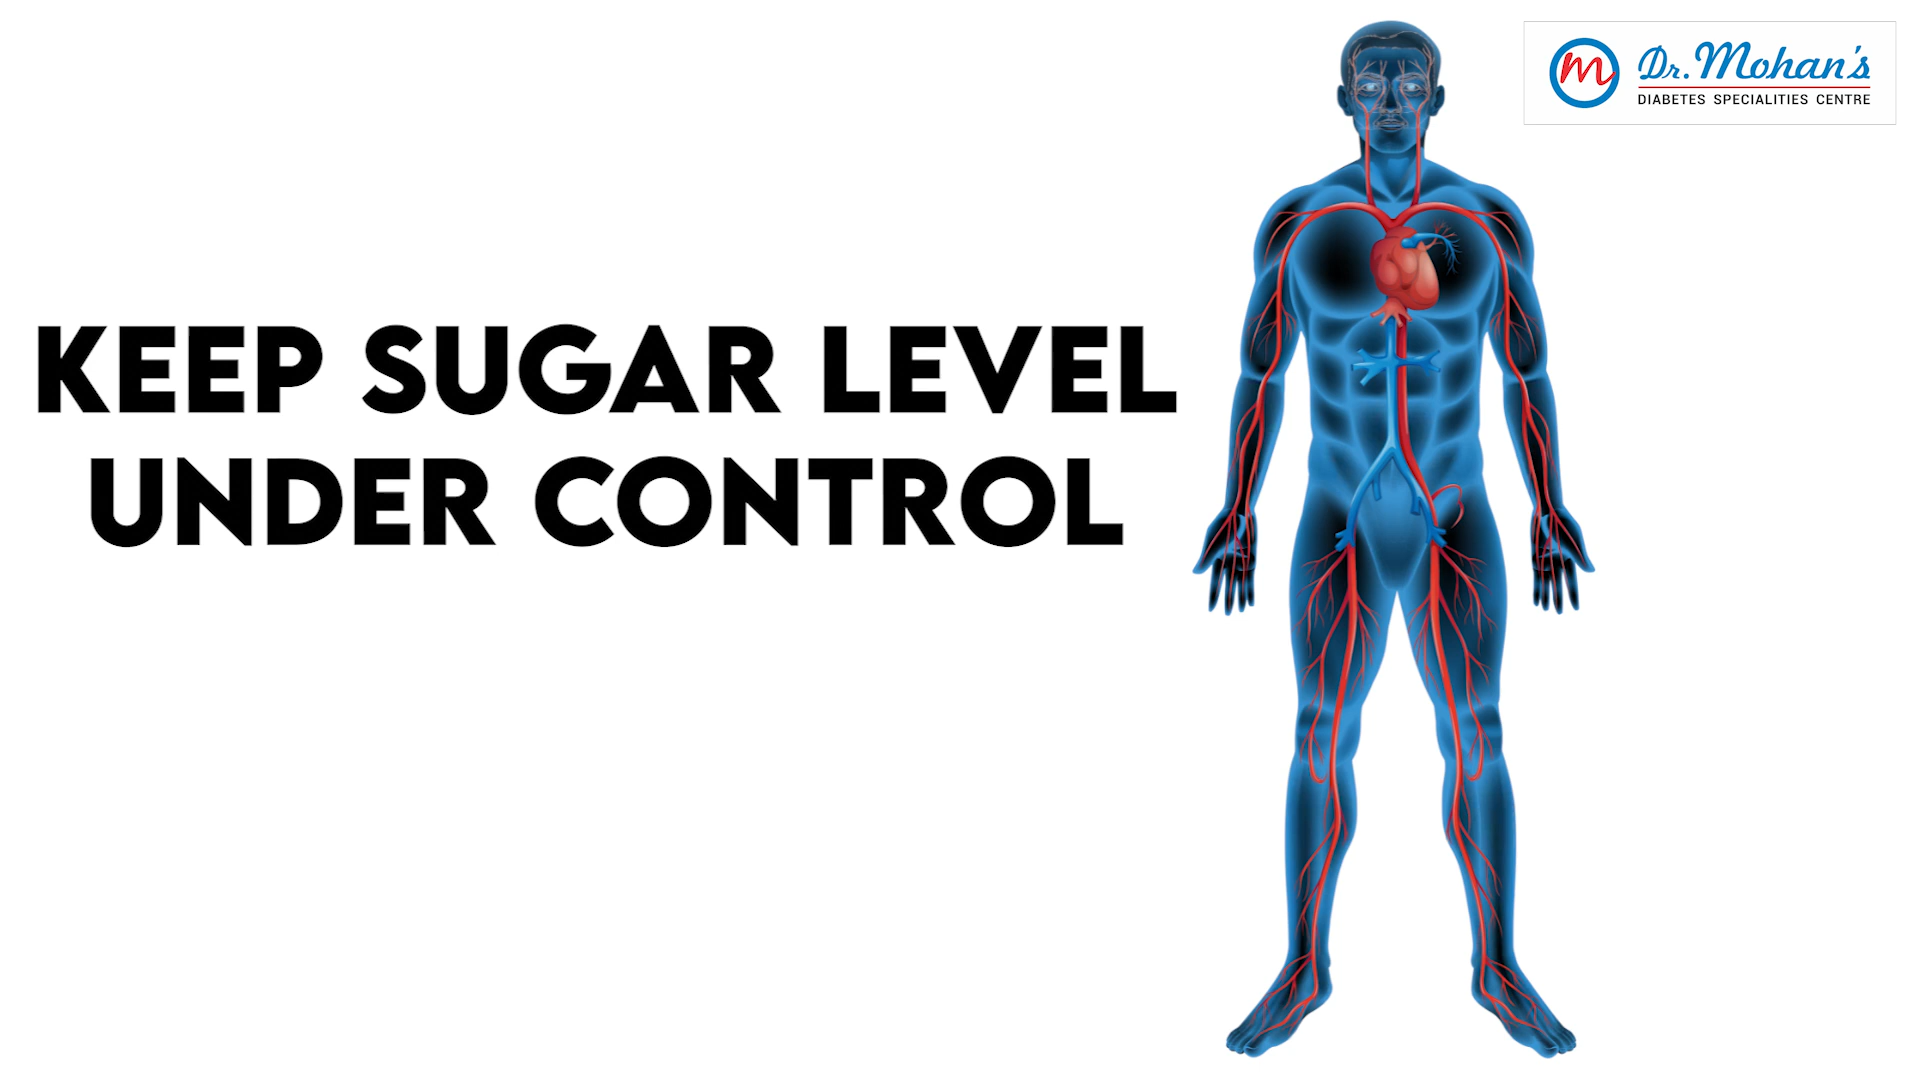 Dr. Mohan's
DIABETES SPECIALITIES CENTRE
KEEP SUGAR LEVEL
UNDER CONTROL